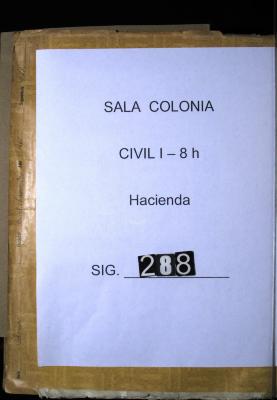 SALA COLONIA
CIVIL I – 8 h
Hacienda
SIG. 288